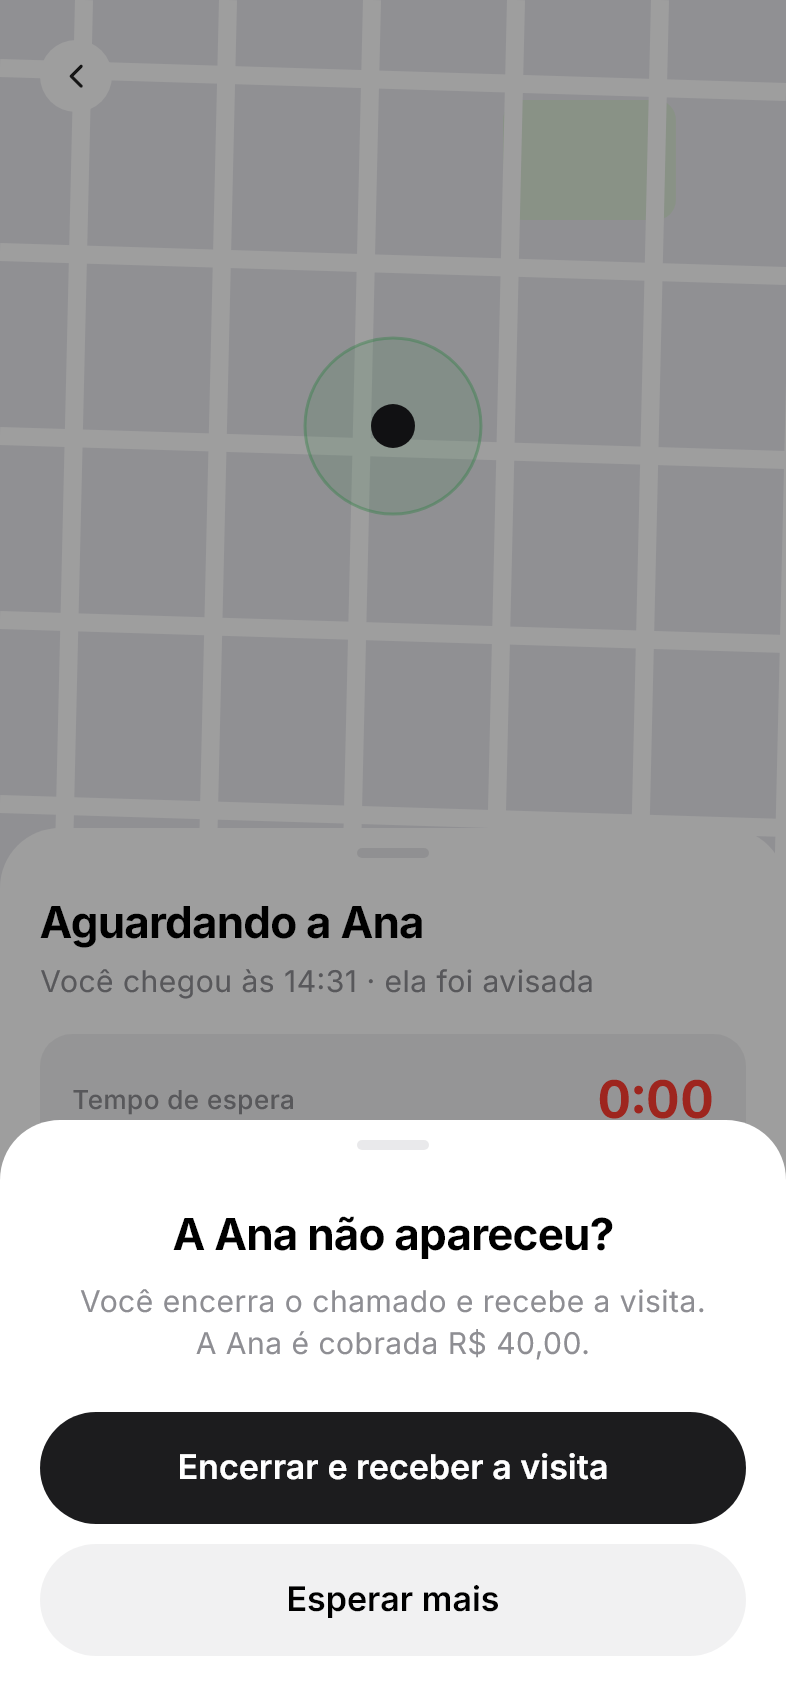 Aguardando a Ana
Você chegou às 14:31 · ela foi avisada
Tempo de espera
0:00
A Ana não apareceu?
Você encerra o chamado e recebe a visita.
A Ana é cobrada R$ 40,00.
Encerrar e receber a visita
Esperar mais